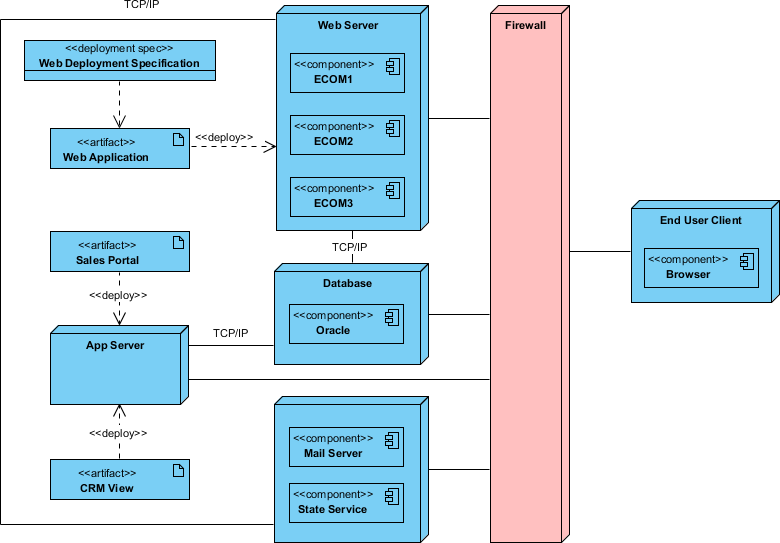 TCP/IP
<<deployment spec>>
Web Deployment Specification
<<artifact>>
Web Application
<<deploy>>
Web Server
<<component>>
ECOM1
<<component>>
ECOM2
<<component>>
ECOM3
TCP/IP
<<artifact>>
Sales Portal
<<deploy>>
App Server
TCP/IP
Database
<<component>>
Oracle
<<deploy>>
<<artifact>>
CRM View
<<component>>
Mail Server
<<component>>
State Service
Firewall
End User Client
<<component>>
Browser